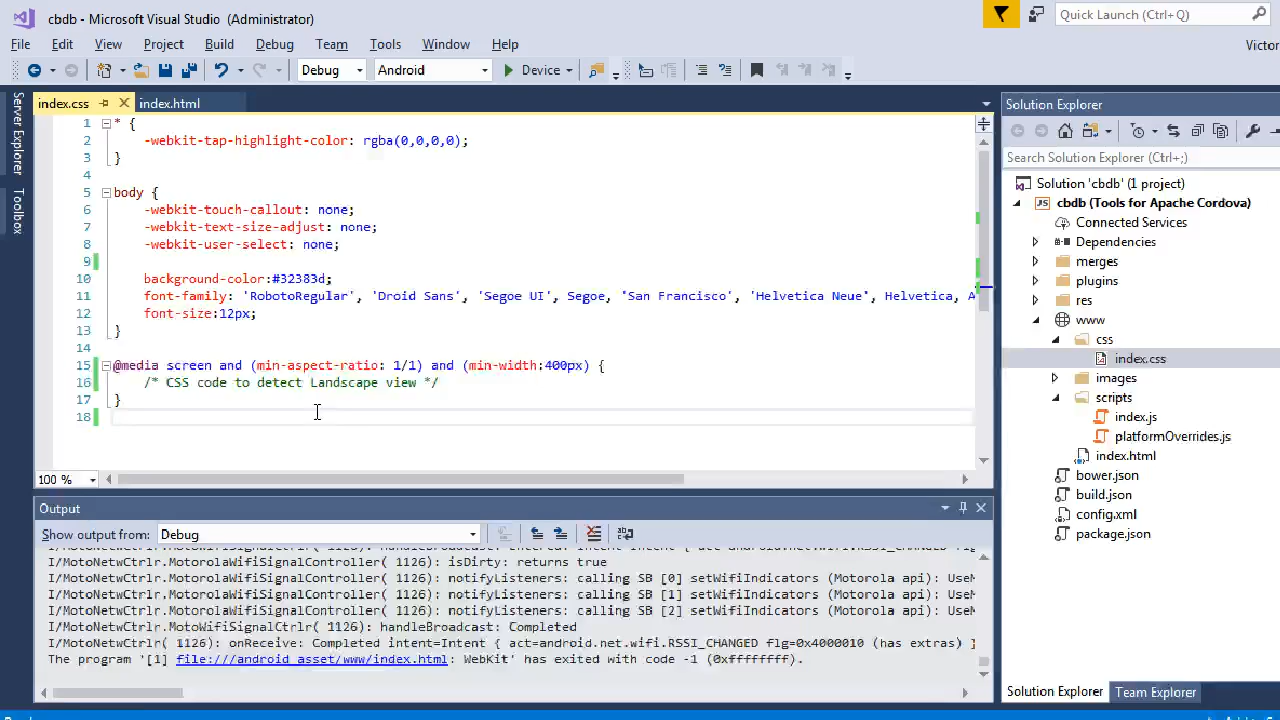 cbdb - Microsoft Visual Studio (Administrator)
Quick Launch (Ctrl+Q)
File Edit View Project Build Debug Team Tools Window Help
Victor
Debug Android Device
Server Explorer
Toolbox
index.css index.html
1 * {
2 -webkit-tap-highlight-color: rgba(0,0,0,0);
3 }
4
5 body {
6 -webkit-touch-callout: none;
7 -webkit-text-size-adjust: none;
8 -webkit-user-select: none;
9
10 background-color:#32383d;
11 font-family: 'RobotoRegular', 'Droid Sans', 'Segoe UI', Segoe, 'San Francisco', 'Helvetica Neue', Helvetica, A
12 font-size:12px;
13 }
14
15 @media screen and (min-aspect-ratio: 1/1) and (min-width:400px) {
16 /* CSS code to detect Landscape view */
17 }
18
100 %
Output
Show output from: Debug
I/MotoNetwCtrlr.MotorolaWifiSignalController( 1126): isDirty: returns true
I/MotoNetwCtrlr.MotorolaWifiSignalController( 1126): notifyListeners: calling SB [0] setWifiIndicators (Motorola api): UseM
I/MotoNetwCtrlr.MotorolaWifiSignalController( 1126): notifyListeners: calling SB [1] setWifiIndicators (Motorola api): UseM
I/MotoNetwCtrlr.MotorolaWifiSignalController( 1126): notifyListeners: calling SB [2] setWifiIndicators (Motorola api): UseM
I/MotoNetwCtrlr.MotoWifiSignalCtrlr( 1126): handleBroadcast: Completed
I/MotoNetwCtrlr( 1126): onReceive: Completed intent=Intent { act=android.net.wifi.RSSI_CHANGED flg=0x4000010 (has extras) }
The program '[1] file:///android_asset/www/index.html: WebKit' has exited with code -1 (0xffffffff).
Solution Explorer
Search Solution Explorer (Ctrl+;)
Solution 'cbdb' (1 project)
cbdb (Tools for Apache Cordova)
Connected Services
Dependencies
merges
plugins
res
www
css
index.css
images
scripts
index.js
platformOverrides.js
index.html
bower.json
build.json
config.xml
package.json
Solution Explorer Team Explorer